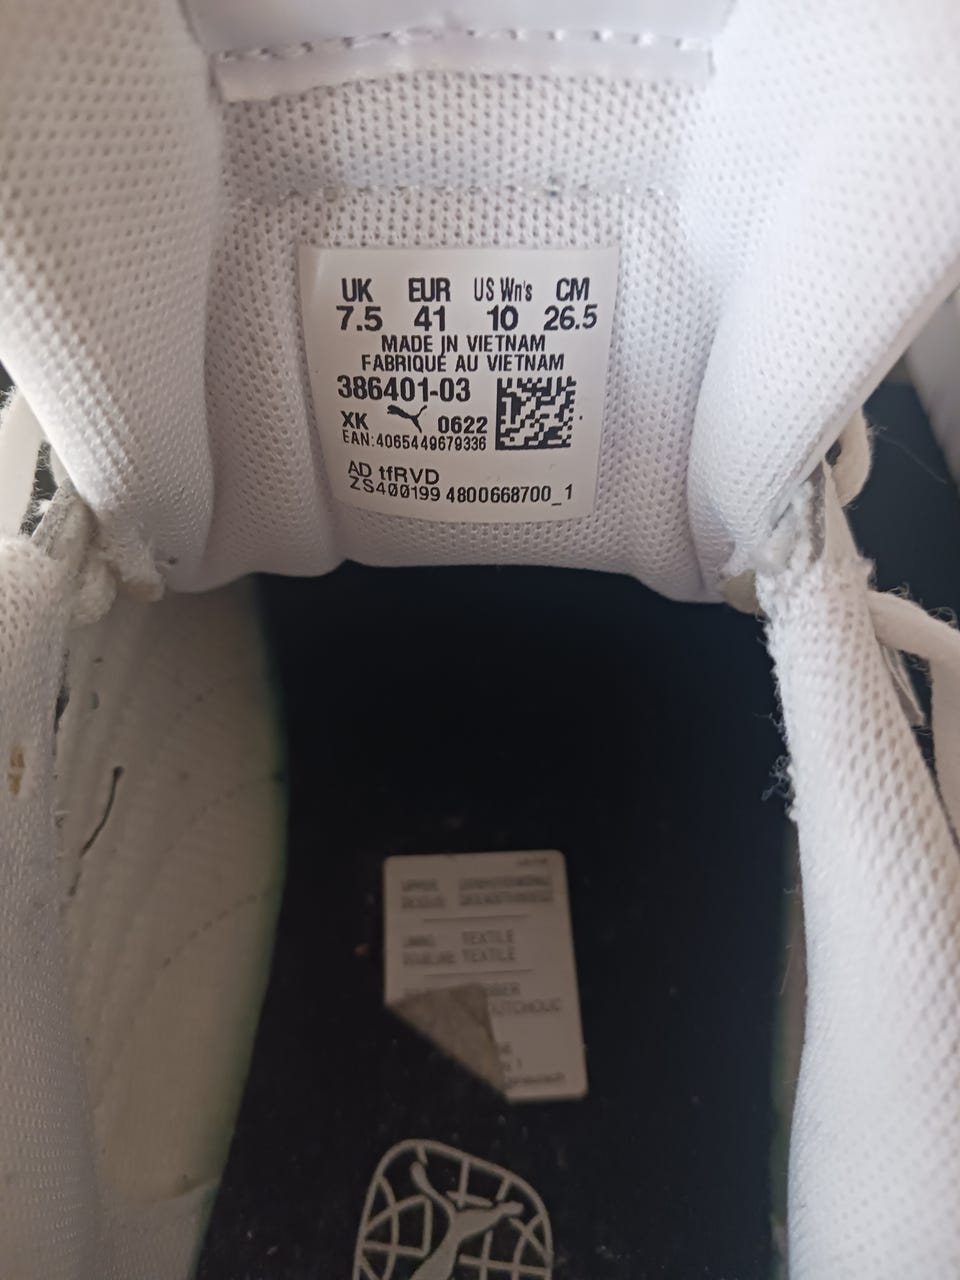 UK EUR US Wn's CM
7.5 41 10 26.5
MADE IN VIETNAM
FABRIQUÉ AU VIETNAM
386401-03
XK 0622
EAN:4065449679336
AD tfRVD
ZS400199 4800668700_1
TEXTILE
TEXTILE